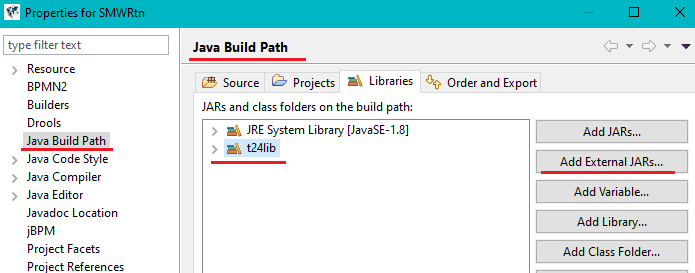 Properties for SMWRtn
type filter text
Resource
BPMN2
Builders
Drools
Java Build Path
Java Code Style
Java Compiler
Java Editor
Javadoc Location
jBPM
Project Facets
Project References
Java Build Path
Source Projects Libraries Order and Export
JARs and class folders on the build path:
JRE System Library [JavaSE-1.8]
t24lib
Add JARs...
Add External JARs...
Add Variable...
Add Library...
Add Class Folder...